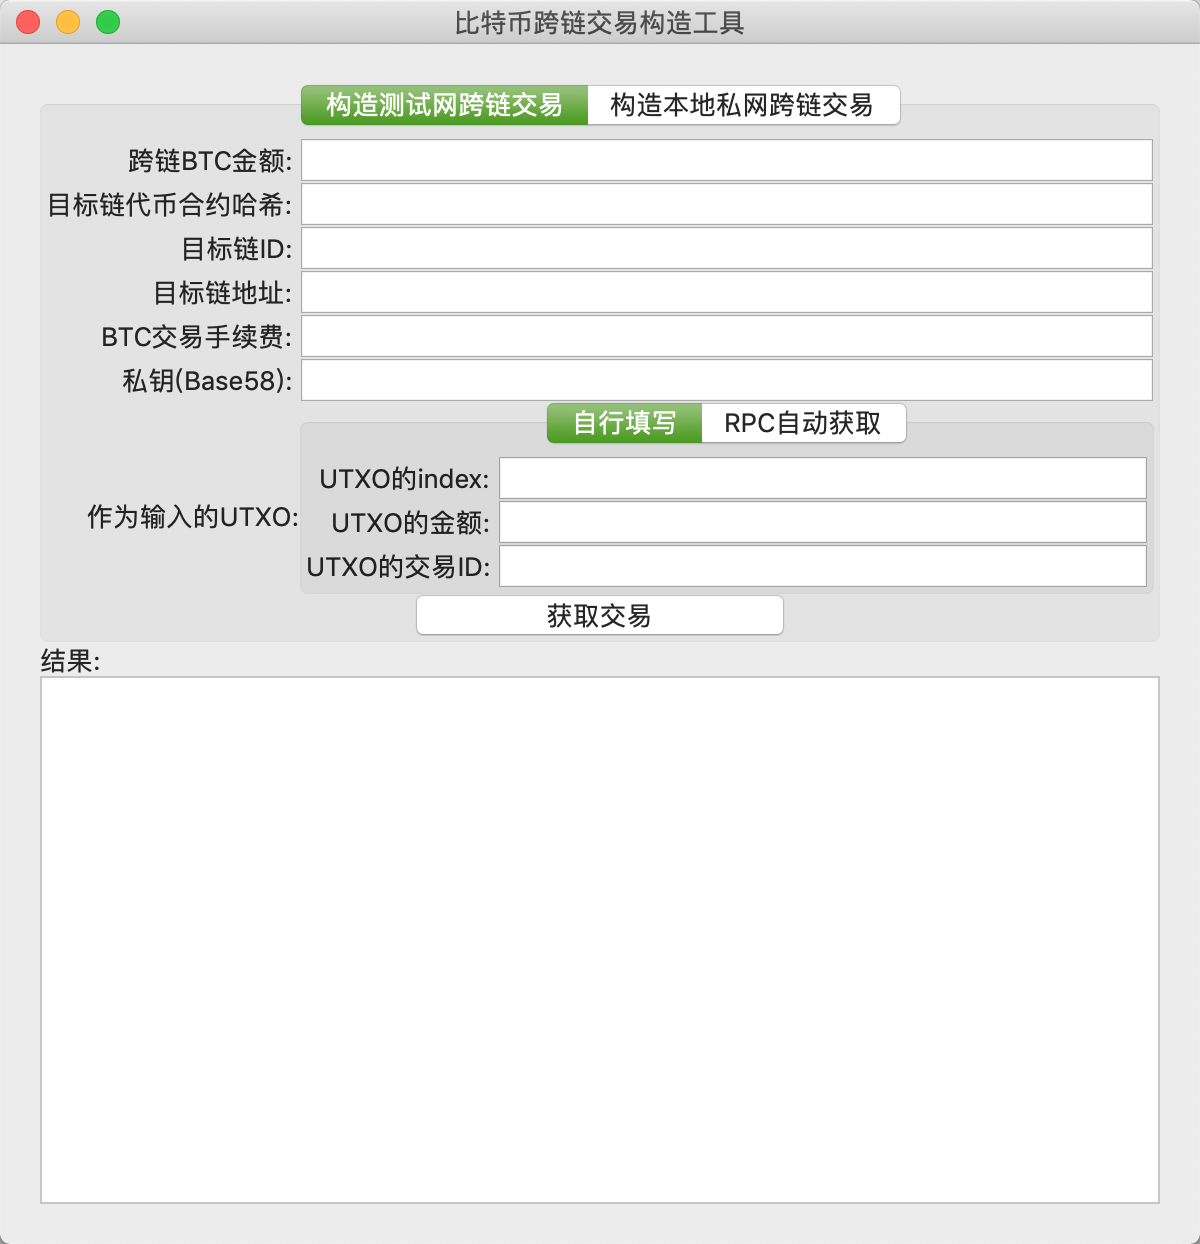 比特币跨链交易构造工具
构造测试网跨链交易 构造本地私网跨链交易
跨链BTC金额:
目标链代币合约哈希:
目标链ID:
目标链地址:
BTC交易手续费:
私钥(Base58):
自行填写 RPC自动获取
UTXO的index:
作为输入的UTXO:
UTXO的金额:
UTXO的交易ID:
获取交易
结果: